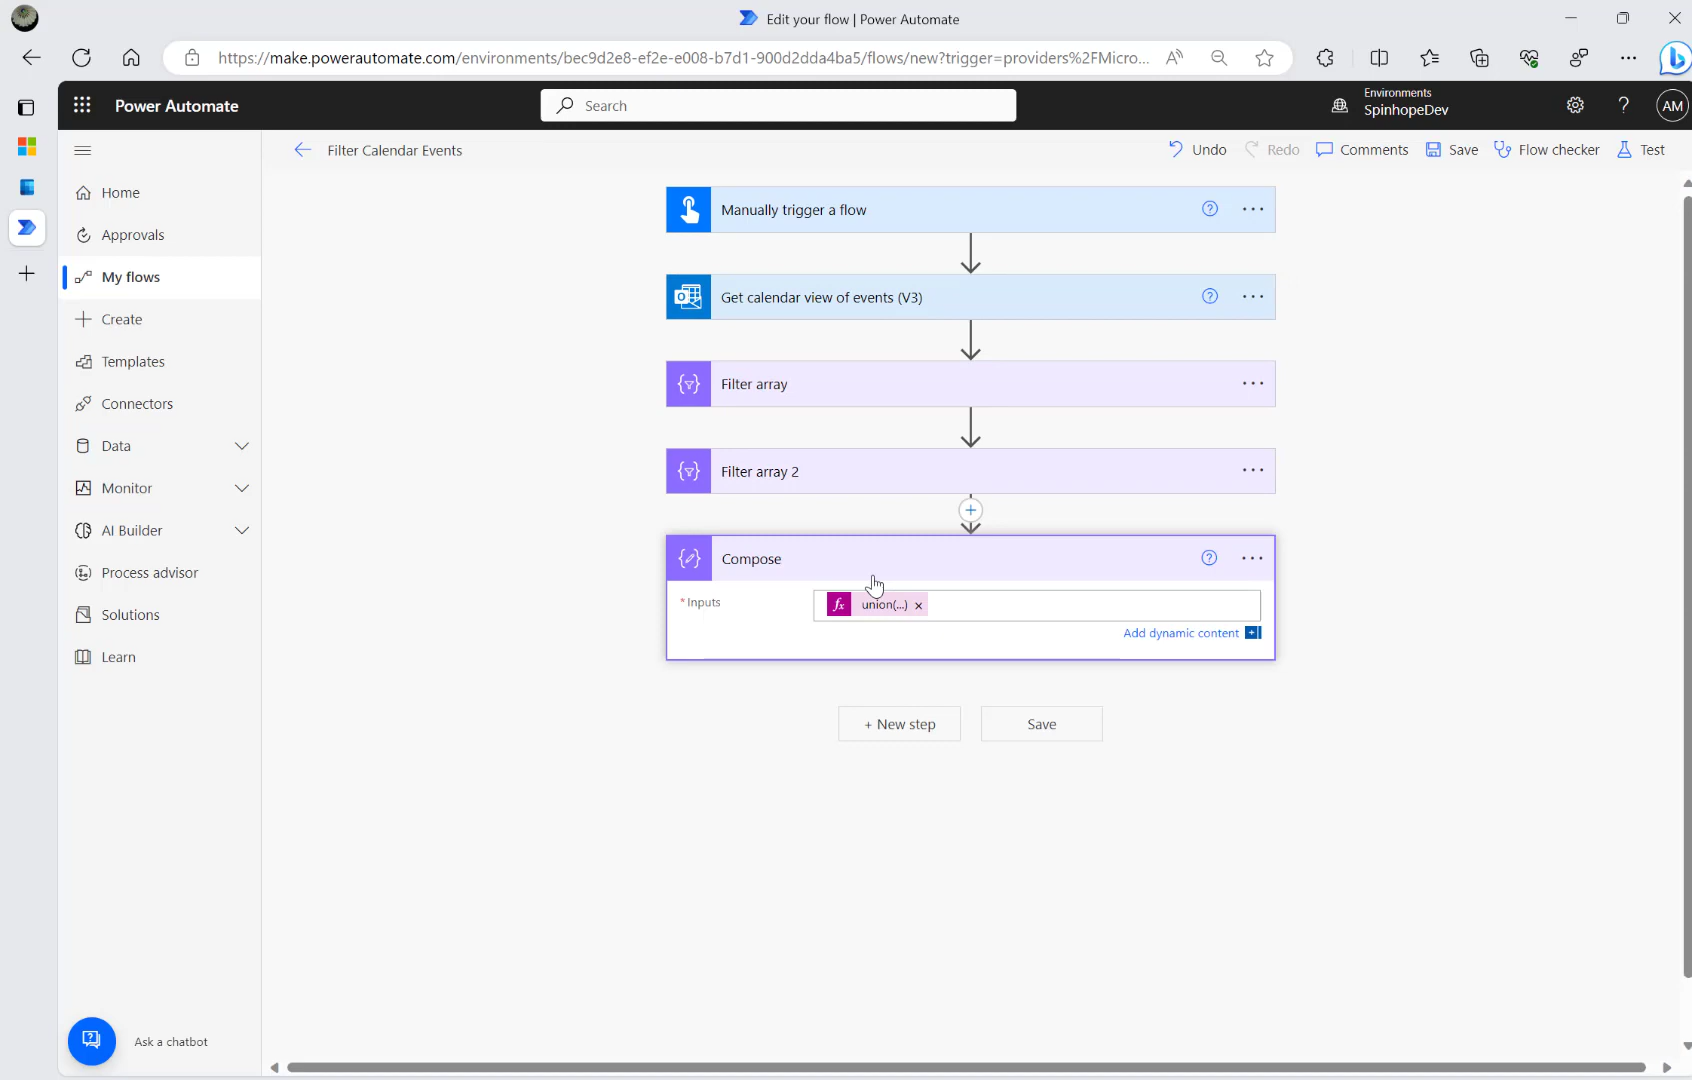 Edit your flow | Power Automate
https://make.powerautomate.com/environments/bec9d2e8-ef2e-e008-b7d1-900d2dda4ba5/flows/new?trigger=providers%2FMicro...
Power Automate
Search
Environments
SpinhopeDev
?
AM
Filter Calendar Events
Undo
Redo
Comments
Save
Flow checker
Test
Home
Approvals
My flows
Create
Templates
Connectors
Data
Monitor
AI Builder
Process advisor
Solutions
Learn
Manually trigger a flow
Get calendar view of events (V3)
Filter array
Filter array 2
Compose
* Inputs
fx union(...) ×
Add dynamic content
+ New step
Save
Ask a chatbot